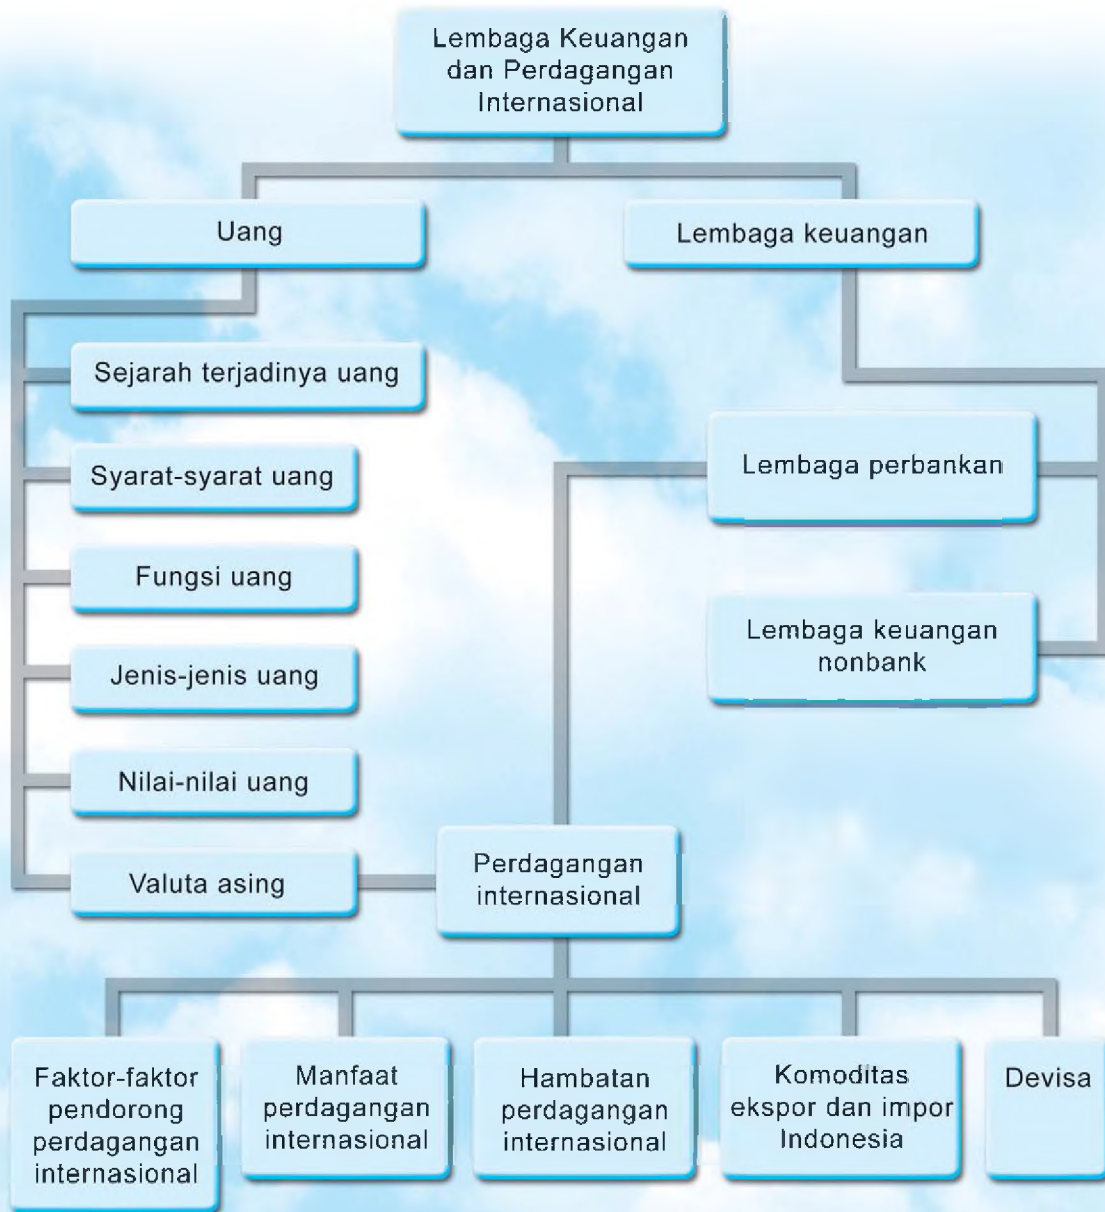 Lembaga Keuangan
dan Perdagangan
Internasional
Uang
Lembaga keuangan
Sejarah terjadinya uang
Syarat-syarat uang
Fungsi uang
Jenis-jenis uang
Nilai-nilai uang
Valuta asing
Lembaga perbankan
Lembaga keuangan
nonbank
Perdagangan
internasional
Faktor-faktor
pendorong
perdagangan
internasional
Manfaat
perdagangan
internasional
Hambatan
perdagangan
internasional
Komoditas
ekspor dan impor
Indonesia
Devisa